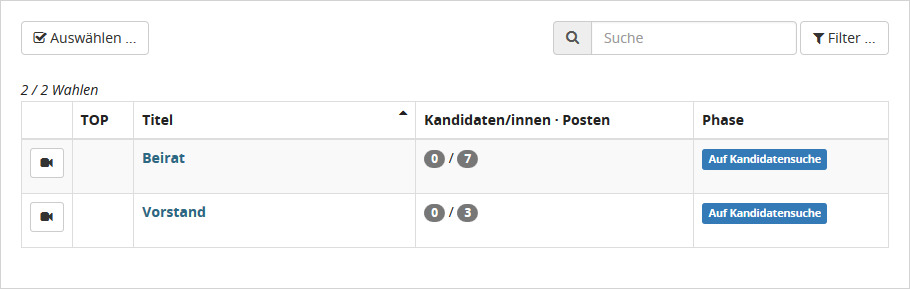 Auswählen ...
Suche
Filter ...
2 / 2 Wahlen
TOP Titel Kandidaten/innen · Posten Phase
Beirat 0 / 7 Auf Kandidatensuche
Vorstand 0 / 3 Auf Kandidatensuche